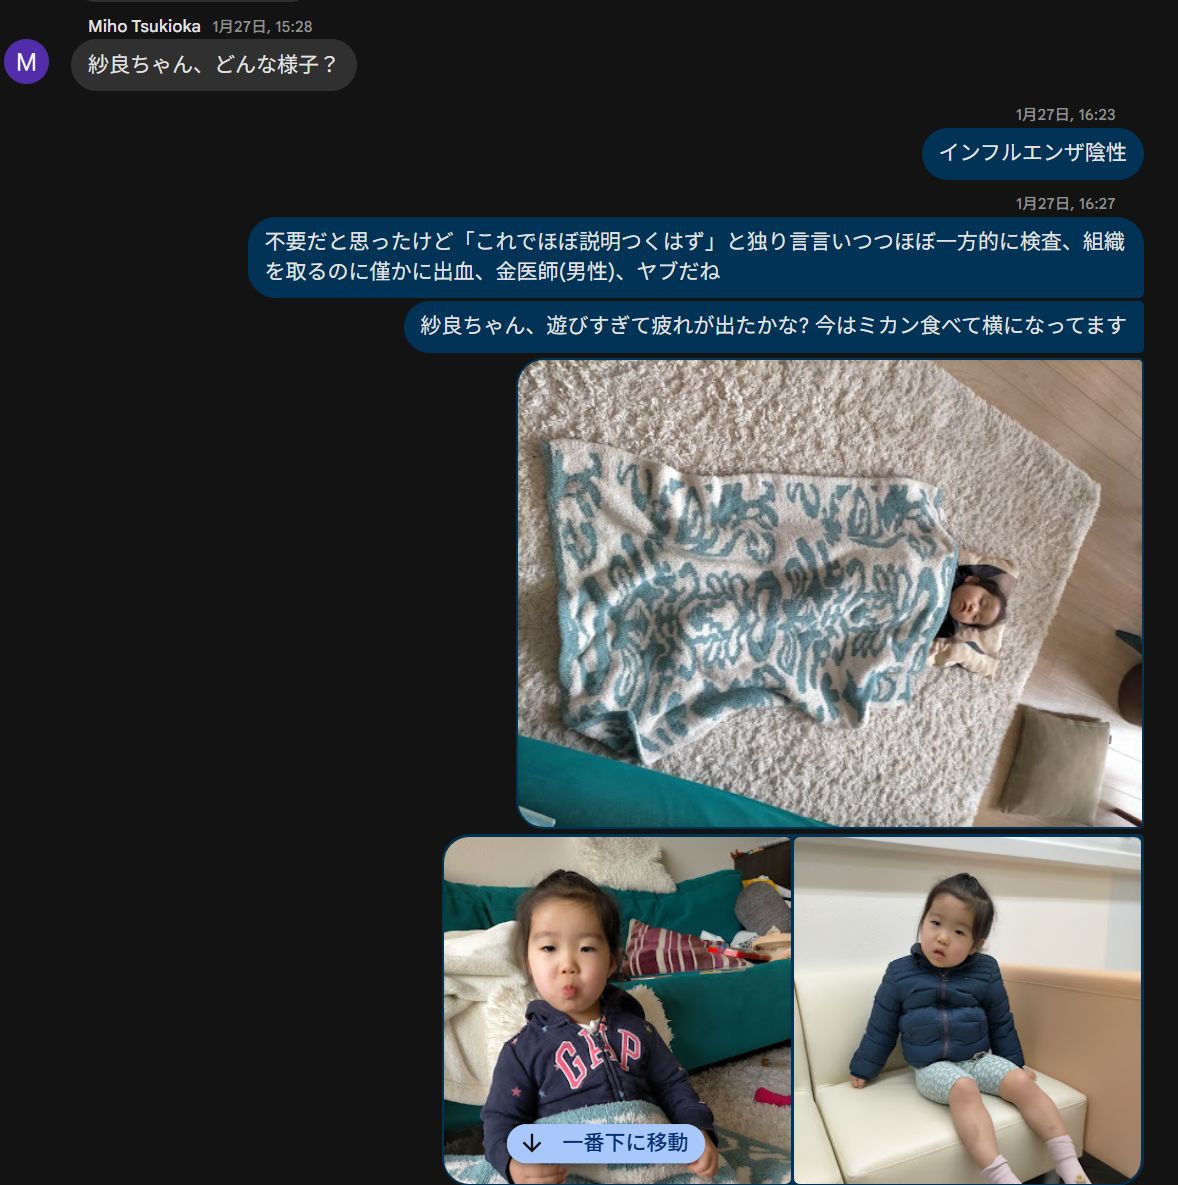 Miho Tsukioka 1月27日, 15:28
M
紗良ちゃん、どんな様子？
1月27日, 16:23
インフルエンザ陰性
1月27日, 16:27
不要だと思ったけど「これでほぼ説明つくはず」と独り言言いつつほぼ一方的に検査、組織
を取るのに僅かに出血、金医師(男性)、ヤブだね
紗良ちゃん、遊びすぎて疲れが出たかな? 今はミカン食べて横になってます
GAP
一番下に移動